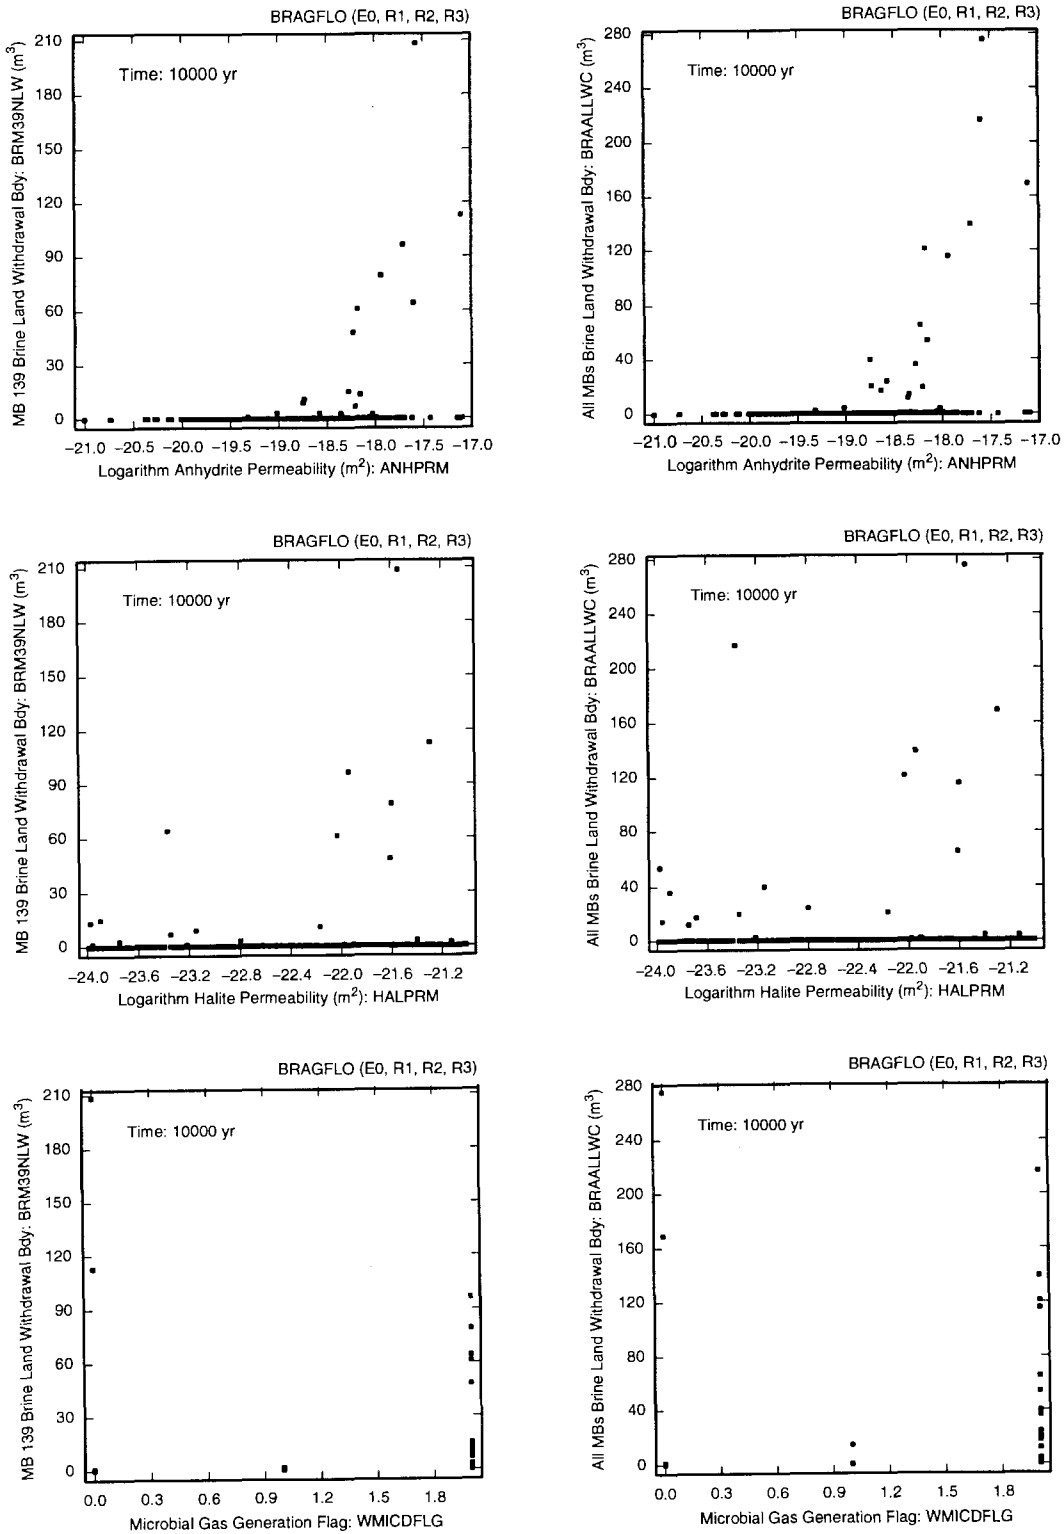 BRAGFLO (E0, R1, R2, R3)
MB 139 Brine Land Withdrawal Bdy: BRM39NLW (m³)
210
180
150
120
90
60
30
0
Time: 10000 yr
−21.0 −20.5 −20.0 −19.5 −19.0 −18.5 −18.0 −17.5 −17.0
Logarithm Anhydrite Permeability (m²): ANHPRM
BRAGFLO (E0, R1, R2, R3)
All MBs Brine Land Withdrawal Bdy: BRAALLWC (m³)
280
240
200
160
120
80
40
0
Time: 10000 yr
−21.0 −20.5 −20.0 −19.5 −19.0 −18.5 −18.0 −17.5 −17.0
Logarithm Anhydrite Permeability (m²): ANHPRM
BRAGFLO (E0, R1, R2, R3)
MB 139 Brine Land Withdrawal Bdy: BRM39NLW (m³)
210
180
150
120
90
60
30
0
Time: 10000 yr
−24.0 −23.6 −23.2 −22.8 −22.4 −22.0 −21.6 −21.2
Logarithm Halite Permeability (m²): HALPRM
BRAGFLO (E0, R1, R2, R3)
All MBs Brine Land Withdrawal Bdy: BRAALLWC (m³)
280
240
200
160
120
80
40
0
Time: 10000 yr
−24.0 −23.6 −23.2 −22.8 −22.4 −22.0 −21.6 −21.2
Logarithm Halite Permeability (m²): HALPRM
BRAGFLO (E0, R1, R2, R3)
MB 139 Brine Land Withdrawal Bdy: BRM39NLW (m³)
210
180
150
120
90
60
30
0
Time: 10000 yr
0.0 0.3 0.6 0.9 1.2 1.5 1.8
Microbial Gas Generation Flag: WMICDFLG
BRAGFLO (E0, R1, R2, R3)
All MBs Brine Land Withdrawal Bdy: BRAALLWC (m³)
280
240
200
160
120
80
40
0
Time: 10000 yr
0.0 0.3 0.6 0.9 1.2 1.5 1.8
Microbial Gas Generation Flag: WMICDFLG